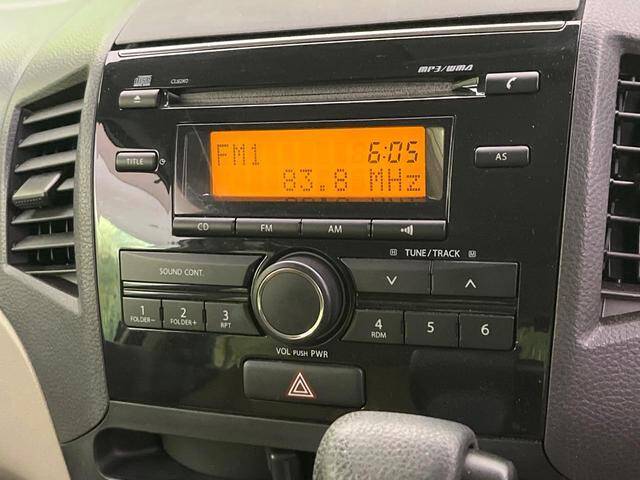 MP3/WMA
TITLE
AS
FM1 6:05
83.8 MHz
CD FM AM
TUNE/TRACK
SOUND CONT.
1 2 3 4 5 6
FOLDER− FOLDER+ RPT RDM
VOL PUSH PWR